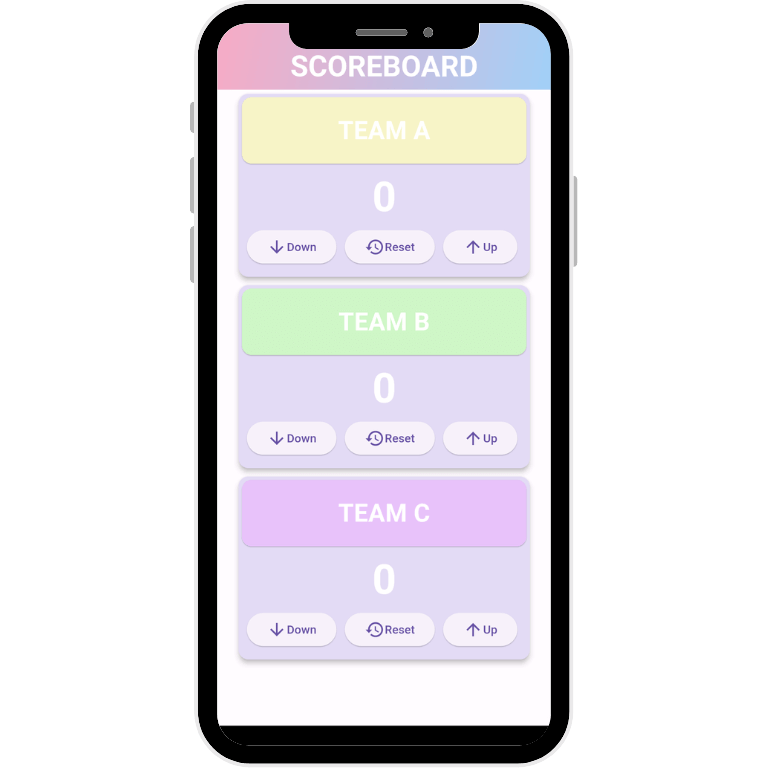 SCOREBOARD
TEAM A
0
Down Reset Up
TEAM B
0
Down Reset Up
TEAM C
0
Down Reset Up